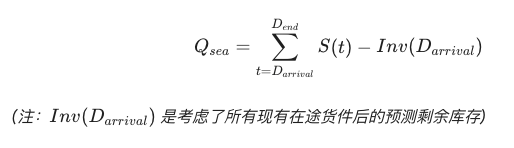 Q_{sea} = \sum_{t=D_{arrival}}^{D_{end}} S(t) - Inv(D_{arrival})
(注：Inv(D_{arrival}) 是考虑了所有现有在途货件后的预测剩余库存)